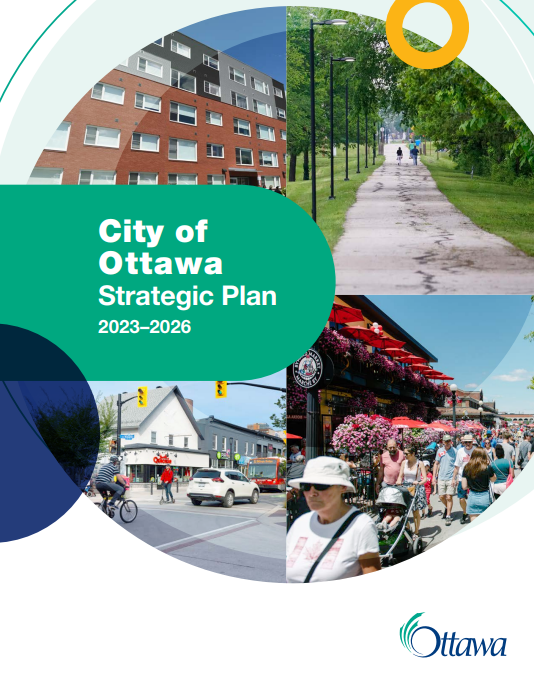 City of
Ottawa
Strategic Plan
2023–2026
Ottawa